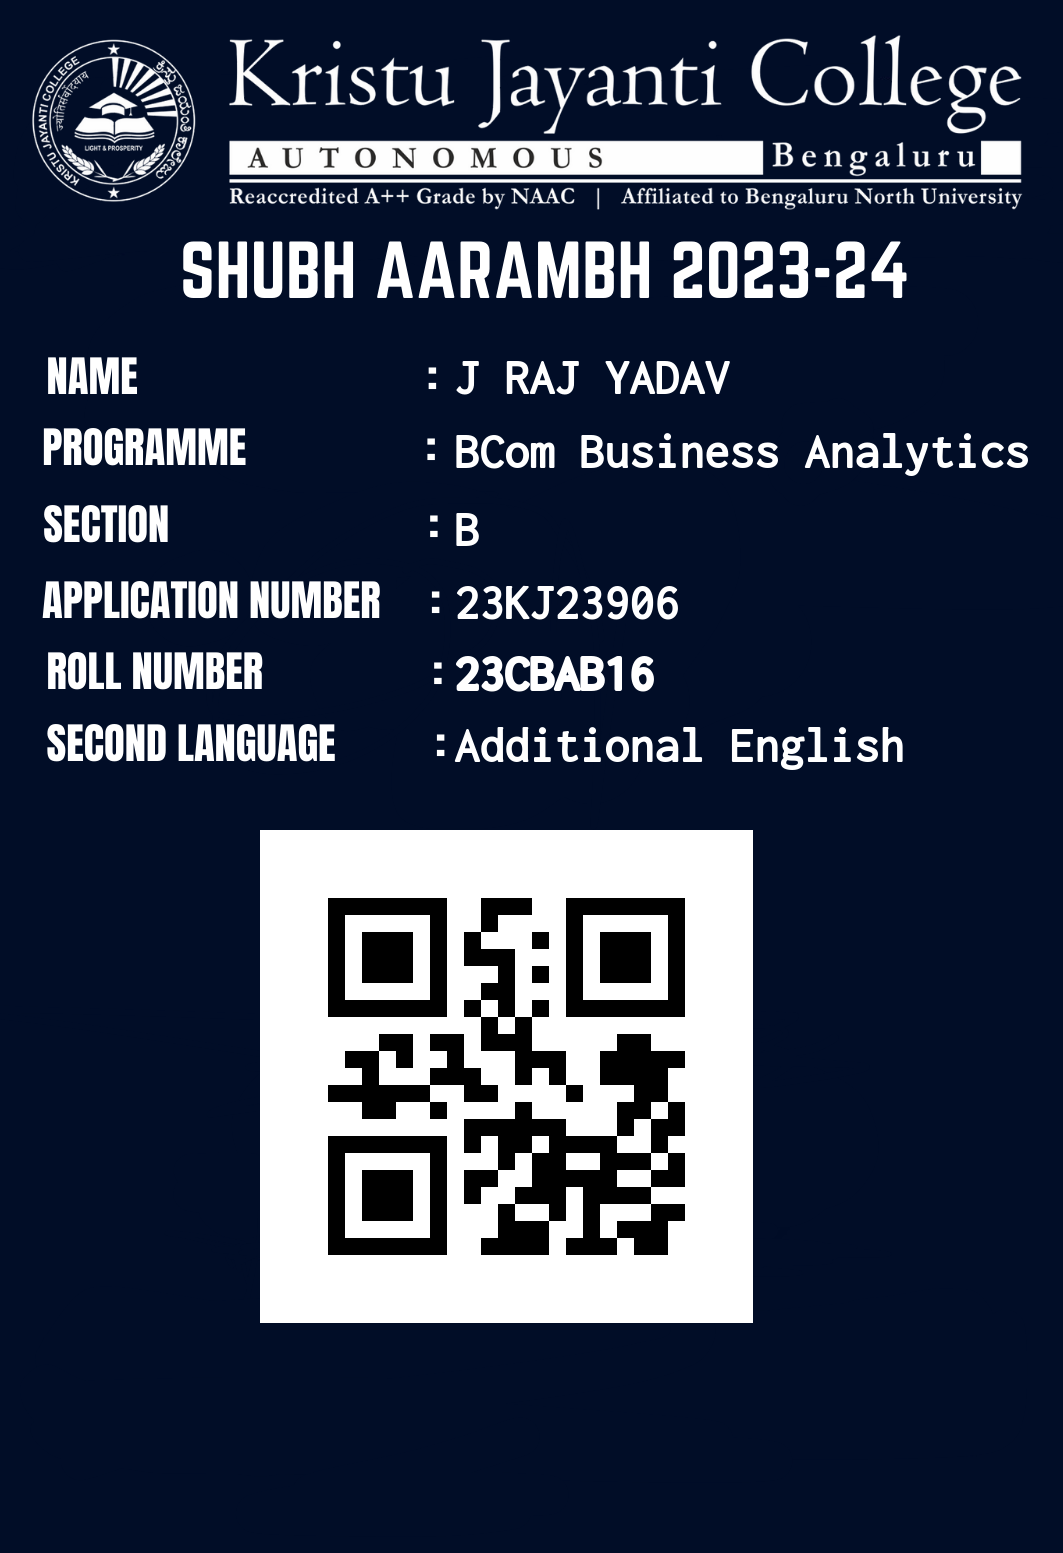 KRISTU JAYANTI COLLEGE
LIGHT & PROSPERITY
Kristu Jayanti College
AUTONOMOUS Bengaluru
Reaccredited A++ Grade by NAAC | Affiliated to Bengaluru North University
SHUBH AARAMBH 2023-24
NAME : J RAJ YADAV
PROGRAMME : BCom Business Analytics
SECTION : B
APPLICATION NUMBER : 23KJ23906
ROLL NUMBER : 23CBAB16
SECOND LANGUAGE : Additional English